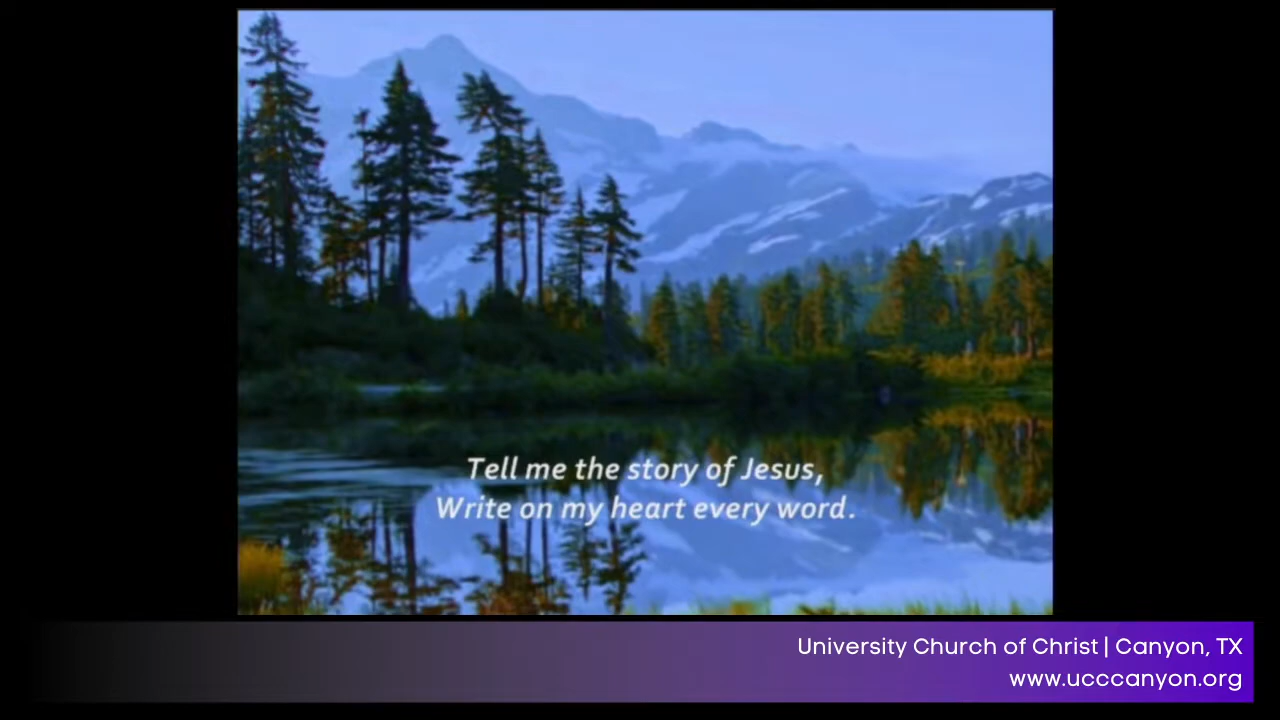 Tell me the story of Jesus,
Write on my heart every word.
University Church of Christ | Canyon, TX
www.ucccanyon.org